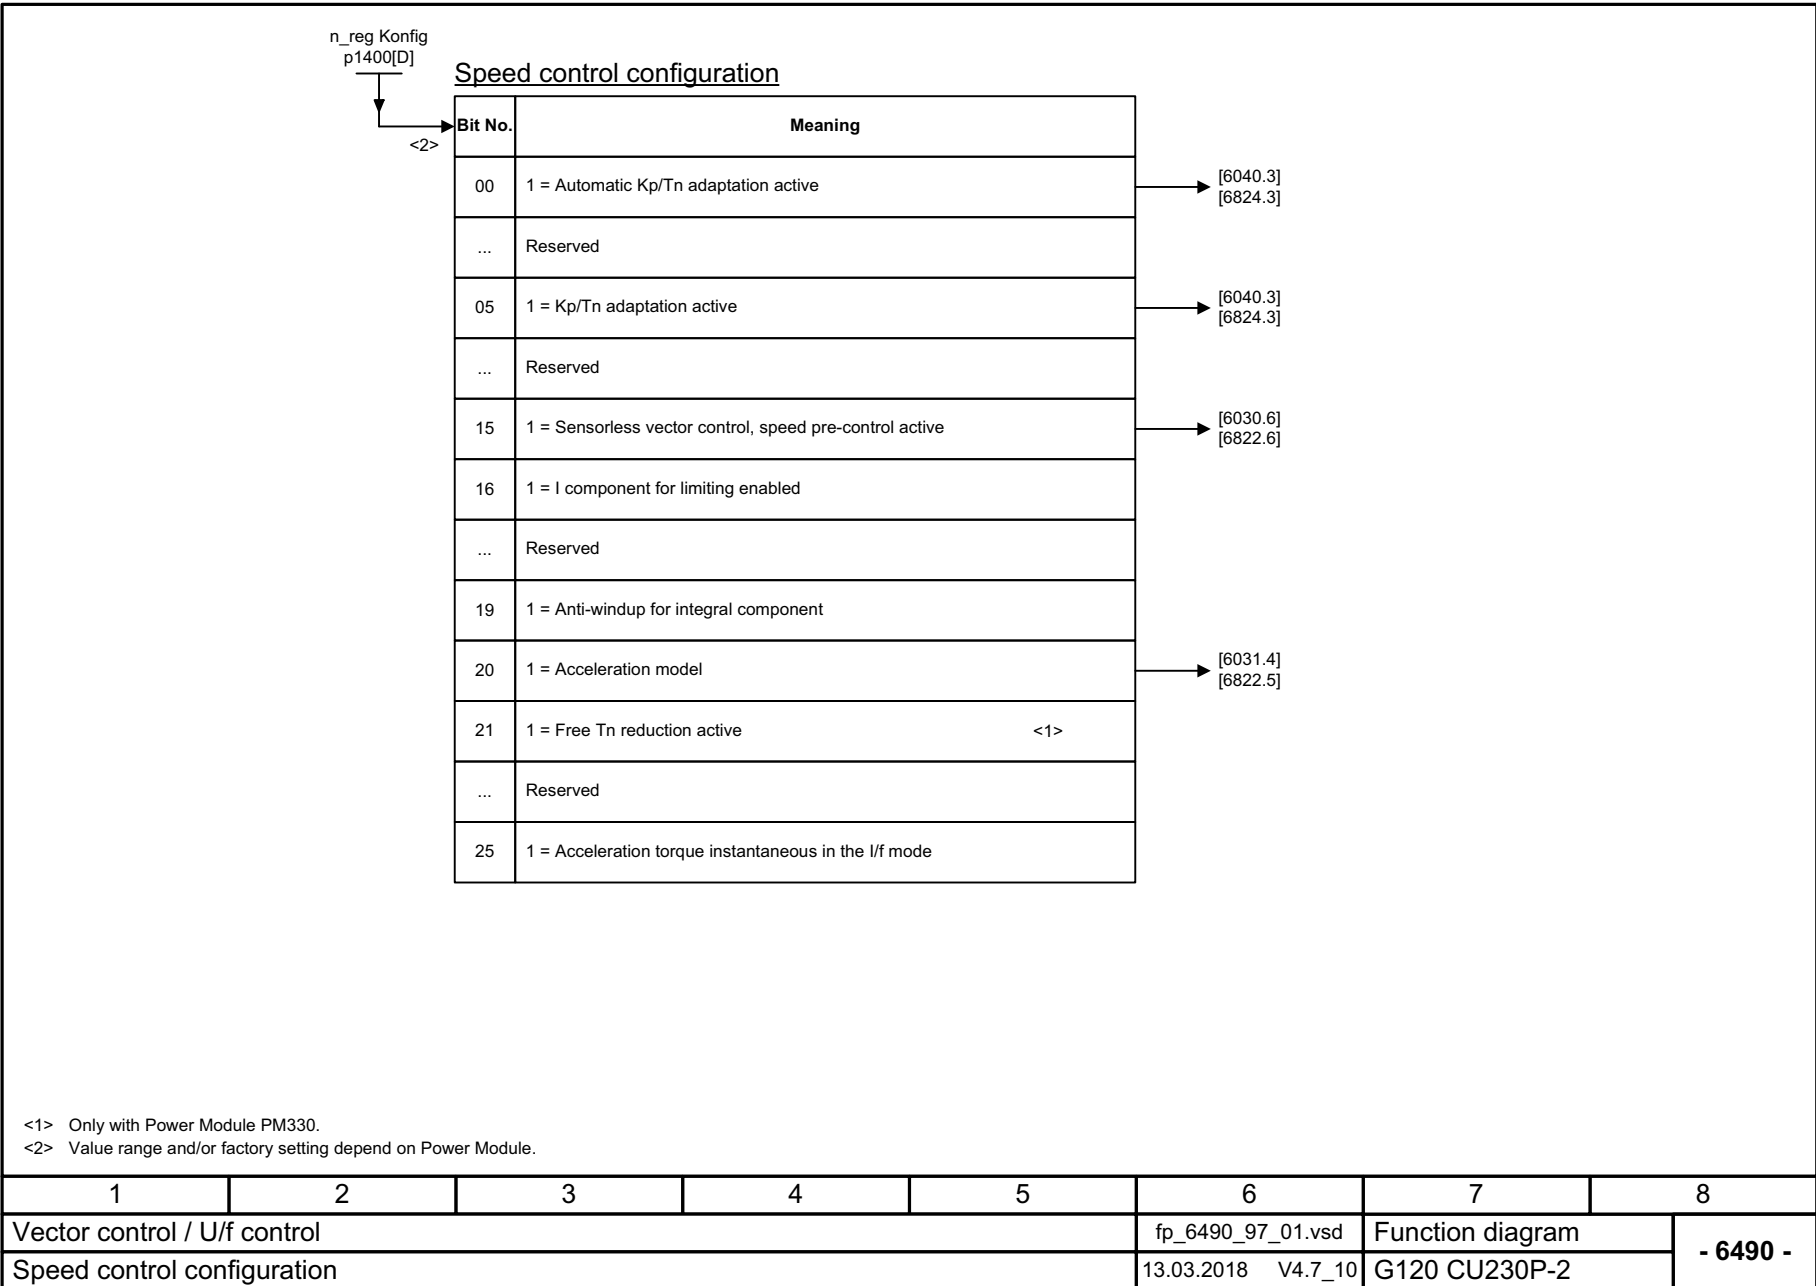 n_reg Konfig
p1400[D]
Speed control configuration
Bit No. Meaning
<2>
00 1 = Automatic Kp/Tn adaptation active [6040.3]
[6824.3]
... Reserved
05 1 = Kp/Tn adaptation active [6040.3]
[6824.3]
... Reserved
15 1 = Sensorless vector control, speed pre-control active [6030.6]
[6822.6]
16 1 = I component for limiting enabled
... Reserved
19 1 = Anti-windup for integral component
20 1 = Acceleration model [6031.4]
[6822.5]
21 1 = Free Tn reduction active <1>
... Reserved
25 1 = Acceleration torque instantaneous in the I/f mode
<1> Only with Power Module PM330.
<2> Value range and/or factory setting depend on Power Module.
1 2 3 4 5 6 7 8
Vector control / U/f control fp_6490_97_01.vsd Function diagram - 6490 -
Speed control configuration 13.03.2018 V4.7_10 G120 CU230P-2